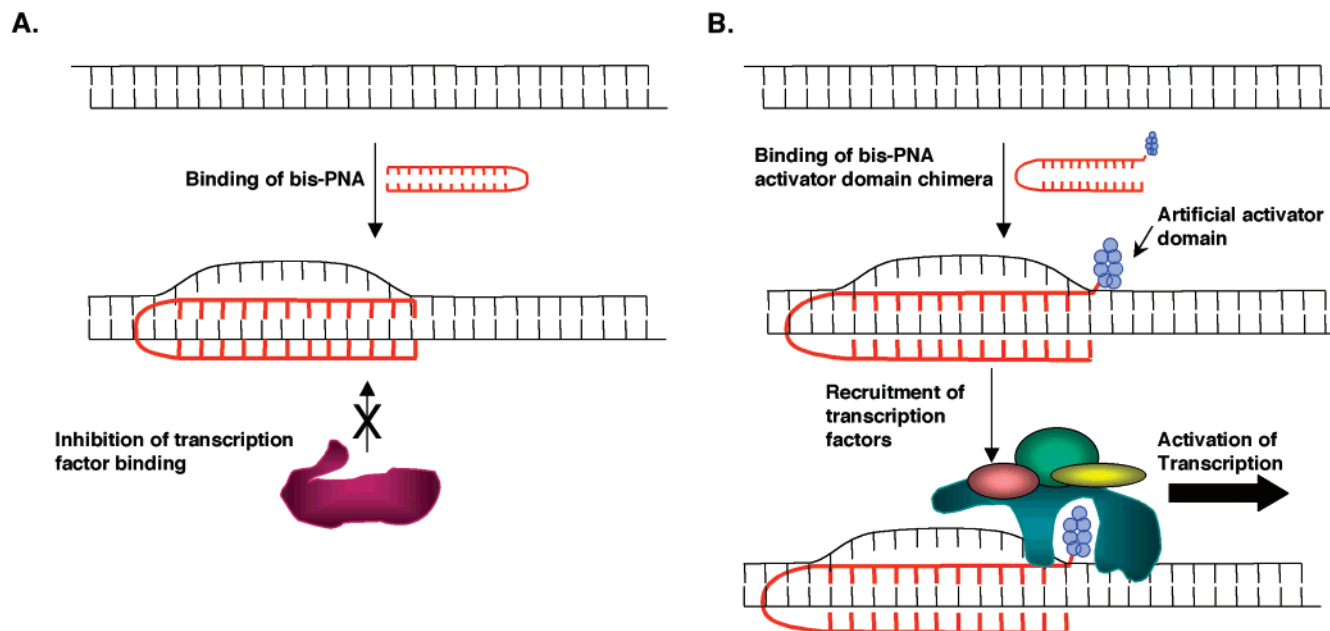 A.
Binding of bis-PNA
Inhibition of transcription
factor binding
X
B.
Binding of bis-PNA
activator domain chimera
Artificial activator
domain
Recruitment of
transcription
factors
Activation of
Transcription